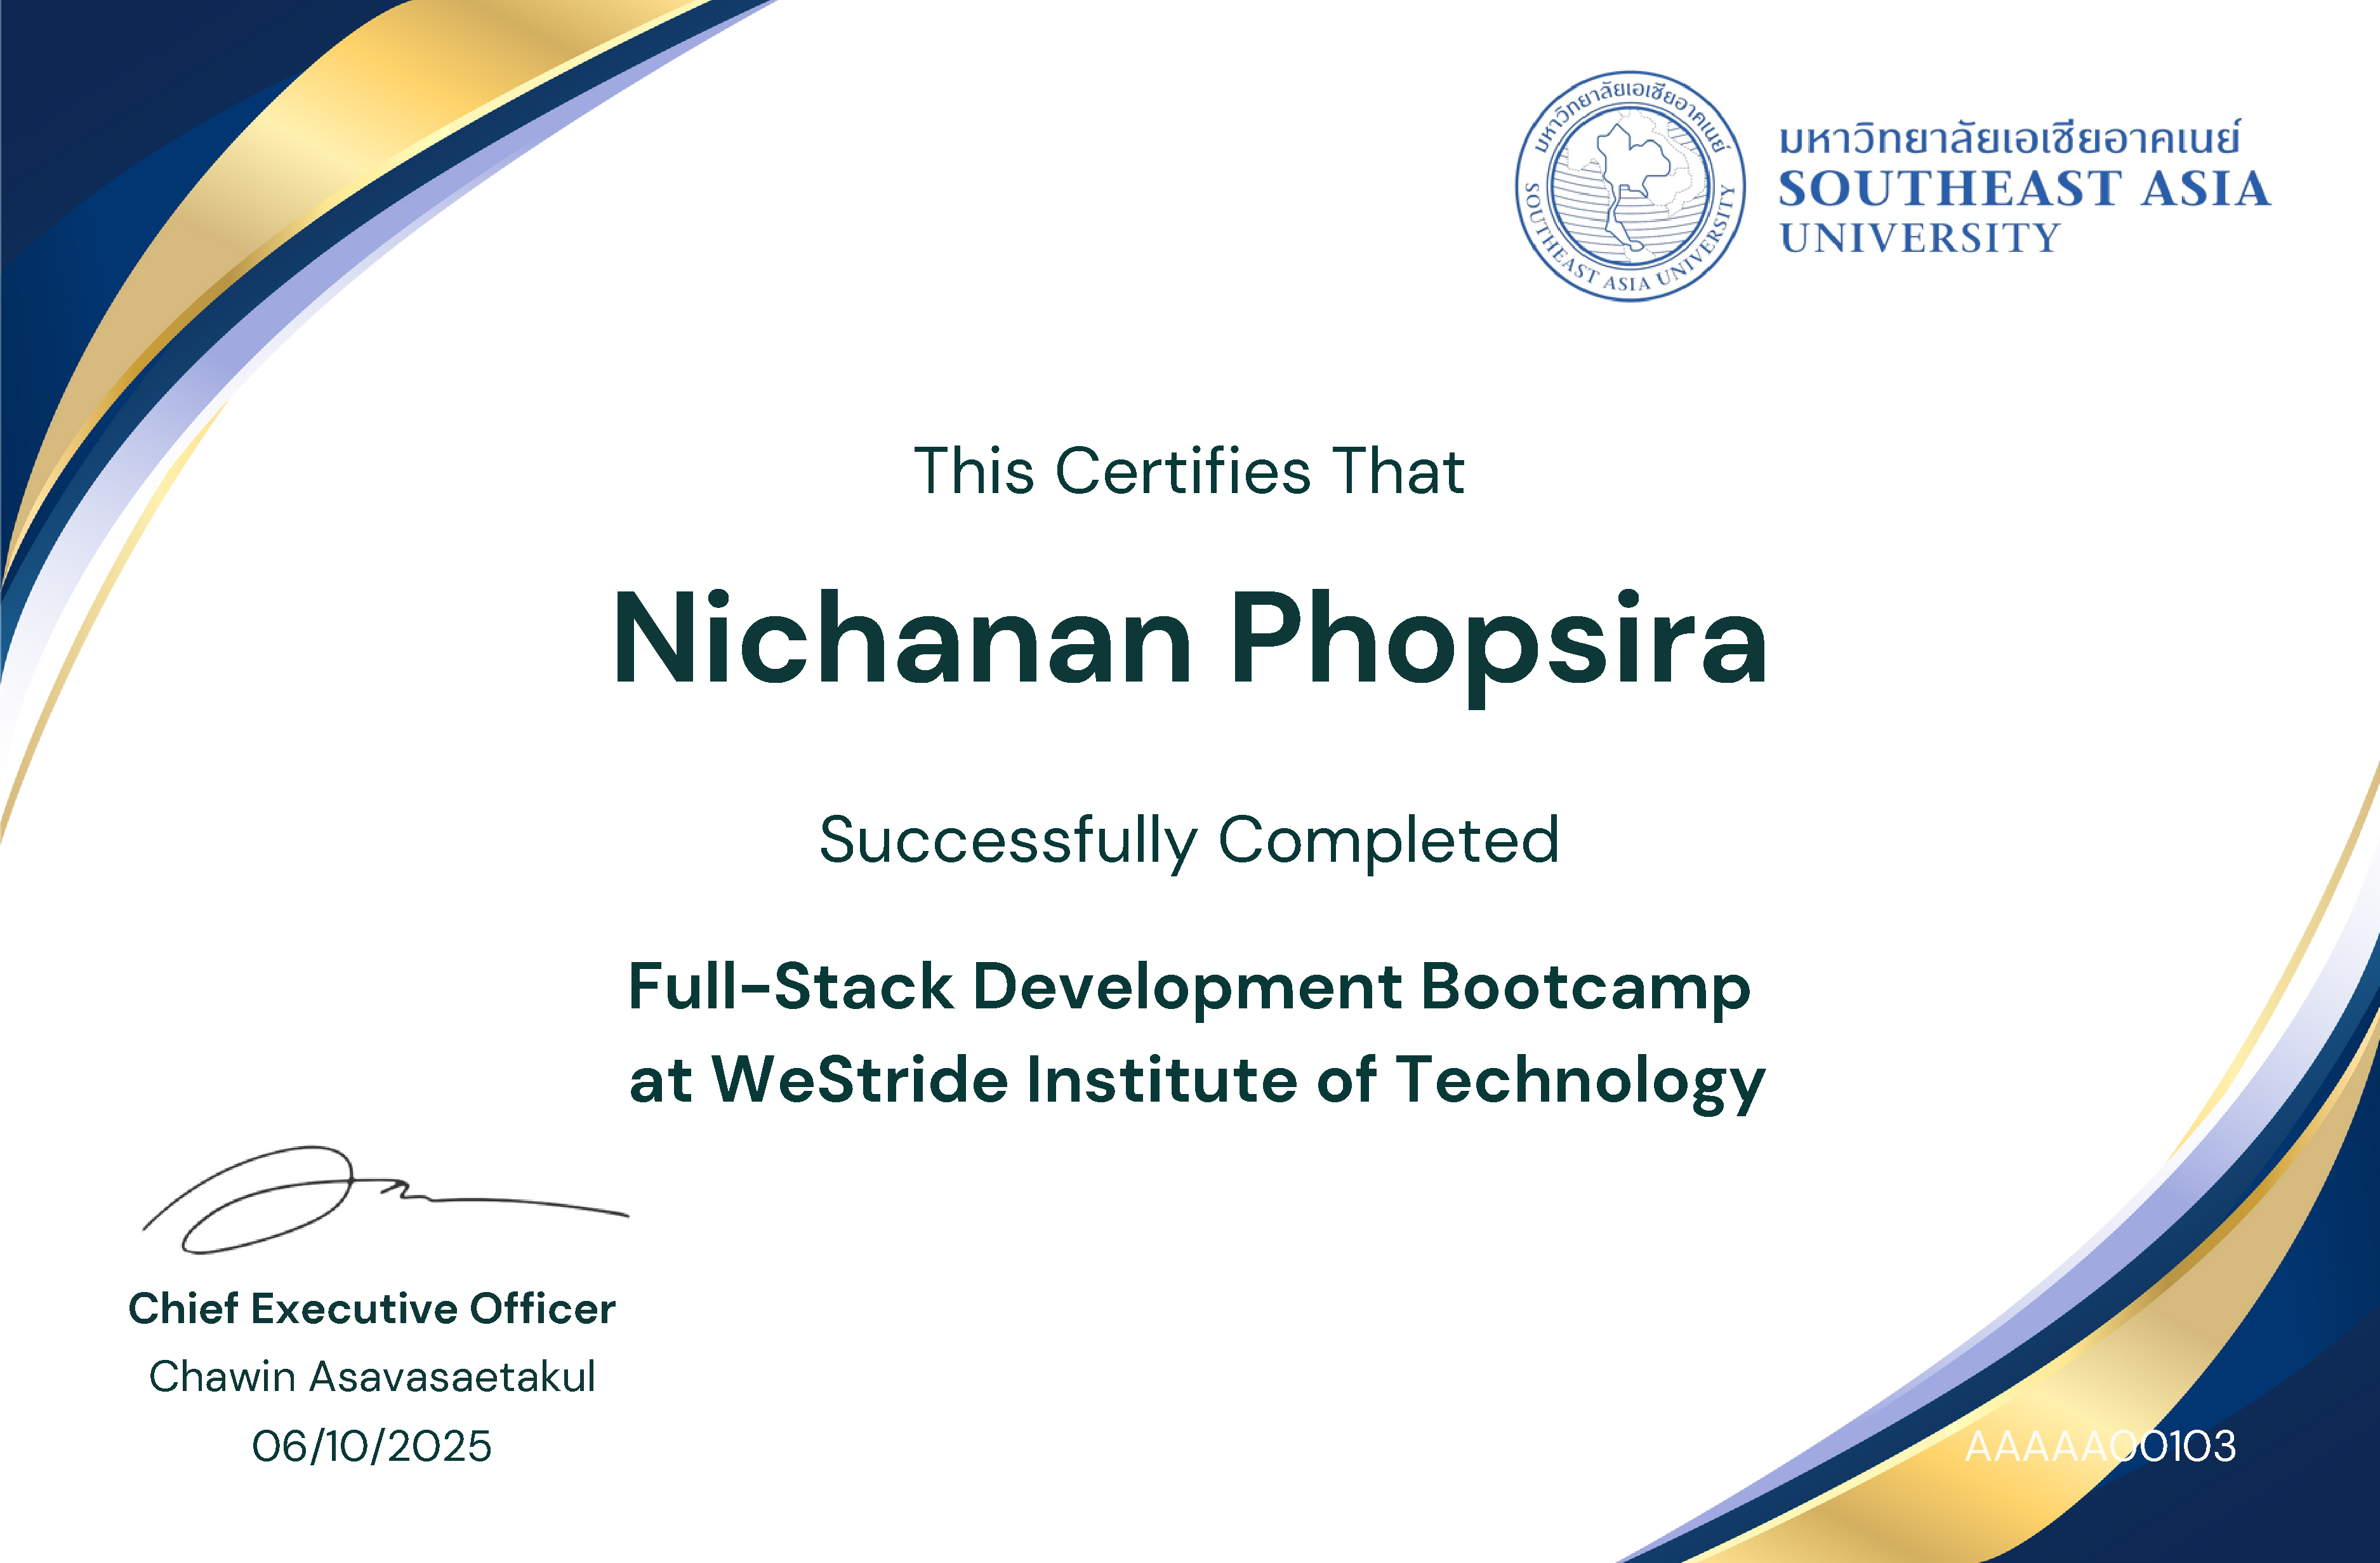 มหาวิทยาลัยเอเชียอาคเนย์
SOUTHEAST ASIA UNIVERSITY
มหาวิทยาลัยเอเชียอาคเนย์
SOUTHEAST ASIA
UNIVERSITY
This Certifies That
Nichanan Phopsira
Successfully Completed
Full-Stack Development Bootcamp
at WeStride Institute of Technology
Chief Executive Officer
Chawin Asavasaetakul
06/10/2025
AAAAA00103